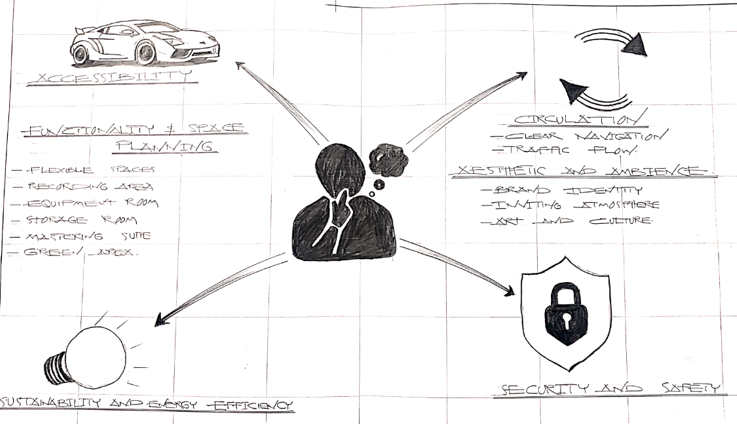 ACCESSIBILITY
FUNCTIONALITY & SPACE
PLANNING
- FLEXIBLE SPACES
- RECORDING AREA
- EQUIPMENT ROOM
- STORAGE ROOM
- MASTERING SUITE
- GREEN AREA.
CIRCULATION
- CLEAR NAVIGATION
- TRAFFIC FLOW.
AESTHETIC AND AMBIENCE
- BRAND IDENTITY
- INVITING ATMOSPHERE
- ART AND CULTURE.
SUSTAINABILITY AND ENERGY EFFICIENCY
SECURITY AND SAFETY